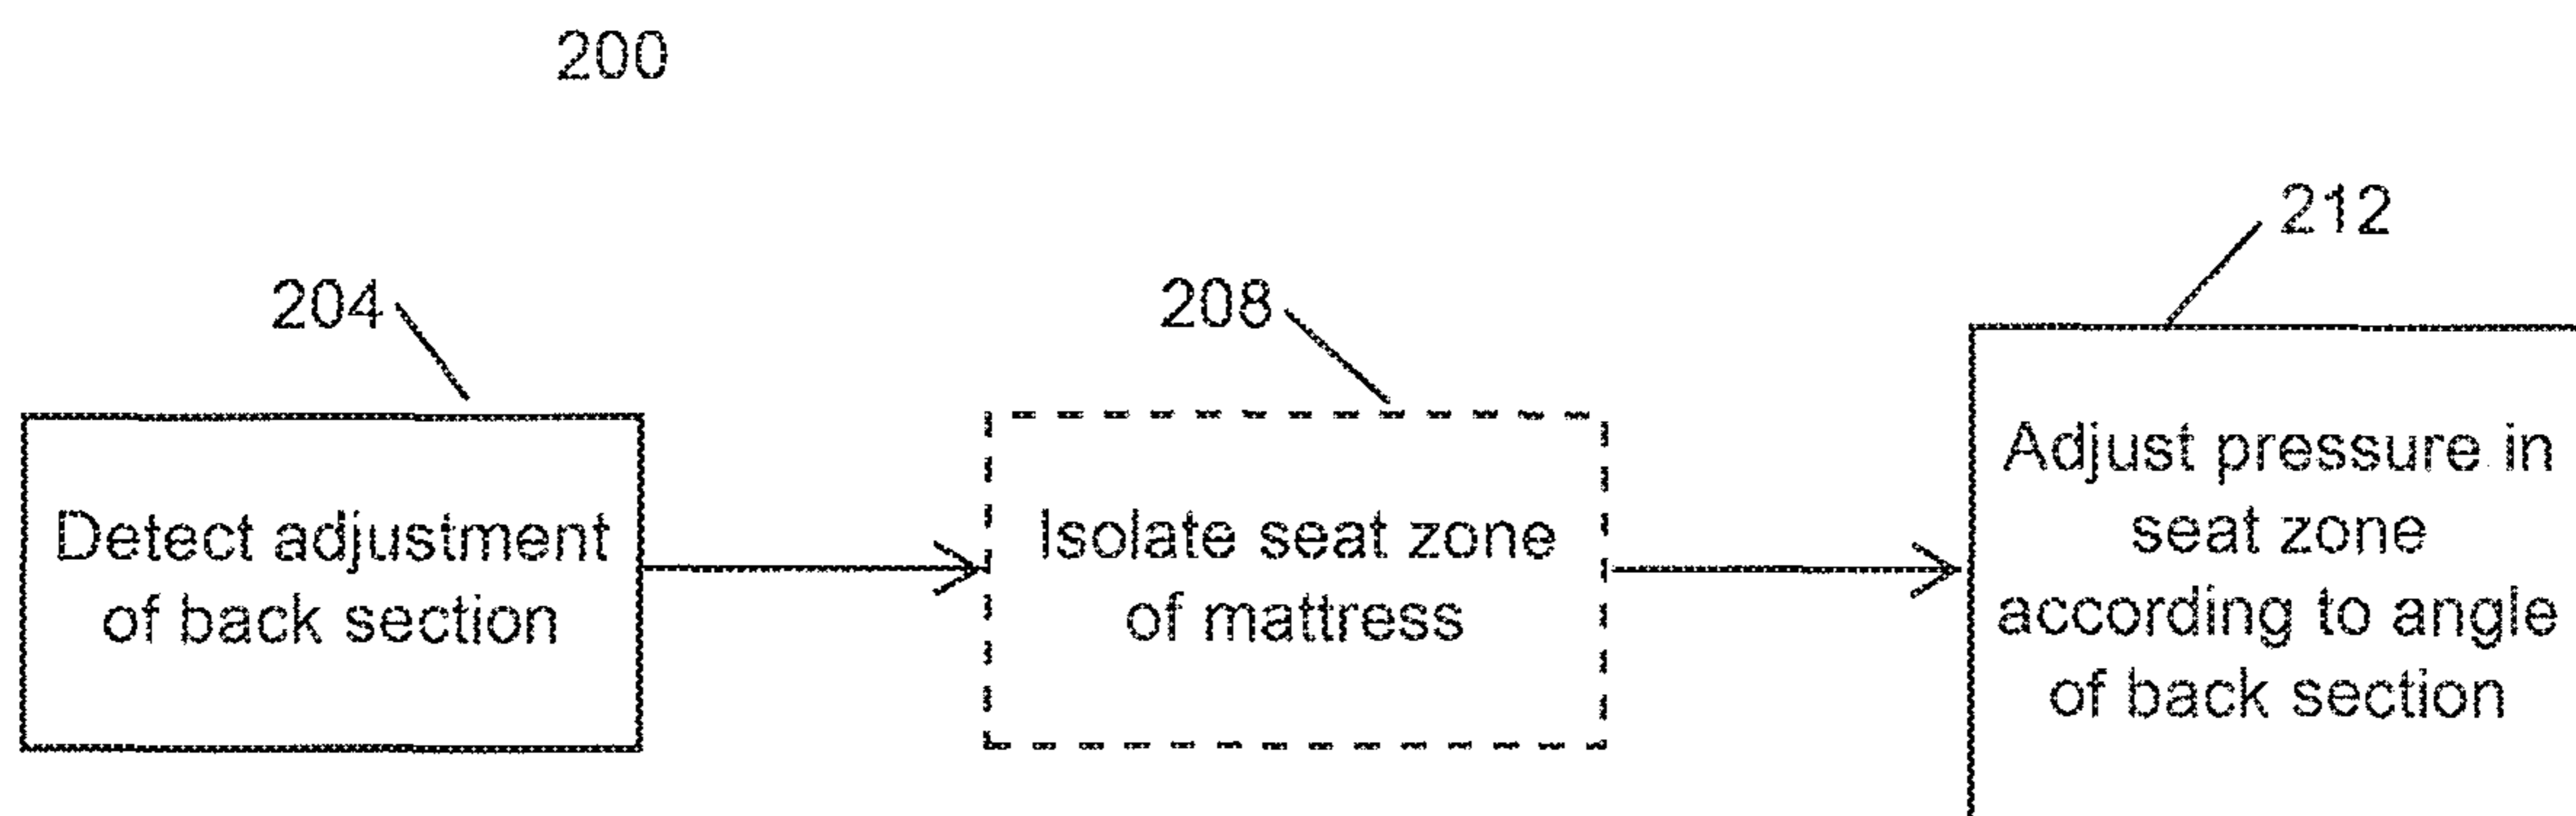 200
204
208
212
Detect adjustment
of back section
Isolate seat zone
of mattress
Adjust pressure in
seat zone
according to angle
of back section